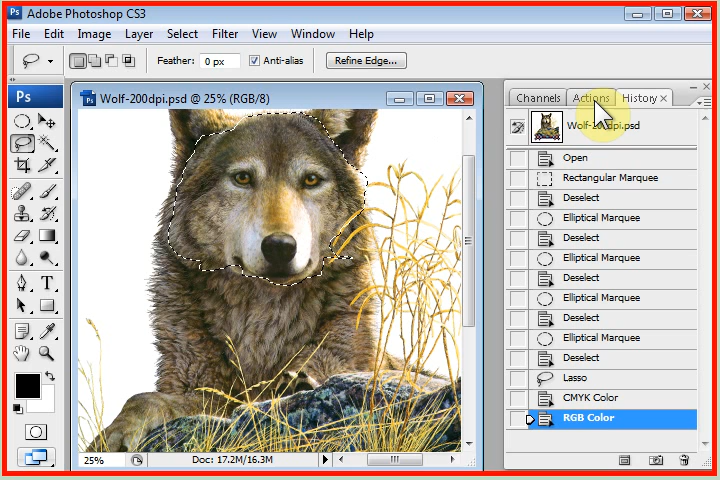 Ps Adobe Photoshop CS3
File Edit Image Layer Select Filter View Window Help
Feather: 0 px Anti-alias Refine Edge...
Ps
Wolf-200dpi.psd @ 25% (RGB/8)
Channels Actions History x
Wolf-200dpi.psd
Open
Rectangular Marquee
Deselect
Elliptical Marquee
Deselect
Elliptical Marquee
Deselect
Elliptical Marquee
Deselect
Elliptical Marquee
Deselect
Lasso
CMYK Color
RGB Color
T
25% Doc: 17.2M/16.3M